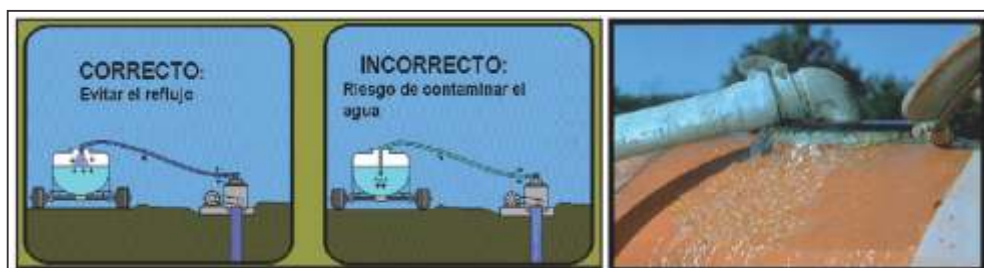 CORRECTO:
Evitar el reflujo
INCORRECTO:
Riesgo de contaminar el
agua